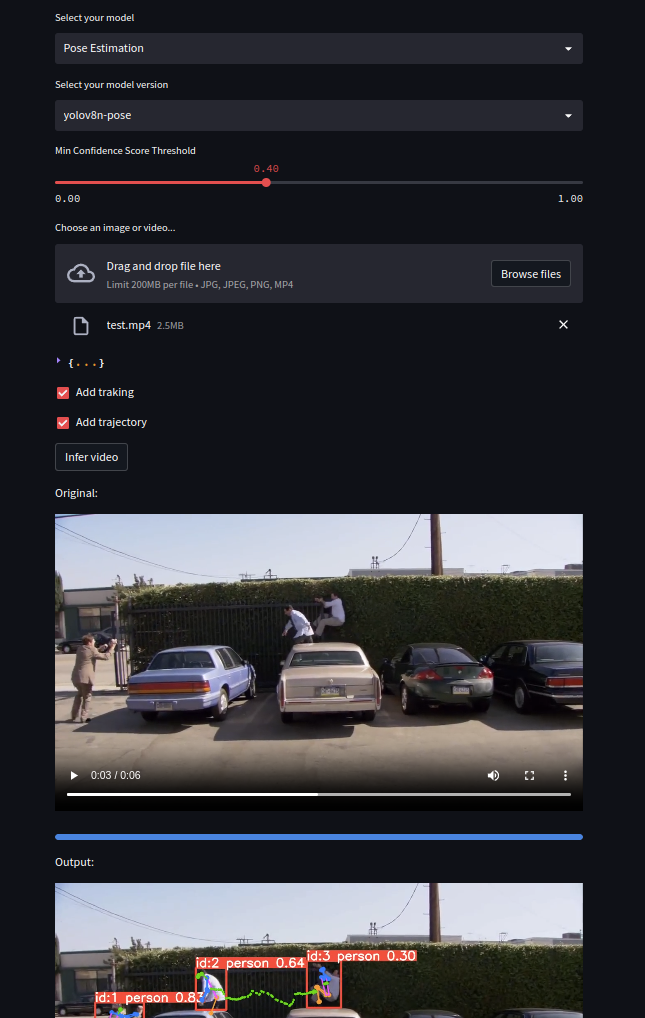 Select your model
Pose Estimation
Select your model version
yolov8n-pose
Min Confidence Score Threshold
0.40
0.00 1.00
Choose an image or video...
Drag and drop file here
Limit 200MB per file • JPG, JPEG, PNG, MP4
Browse files
test.mp4 2.5MB
{...}
Add traking
Add trajectory
Infer video
Original:
0:03 / 0:06
Output:
id:3 person 0.30
id:2 person 0.64
id:1 person 0.83